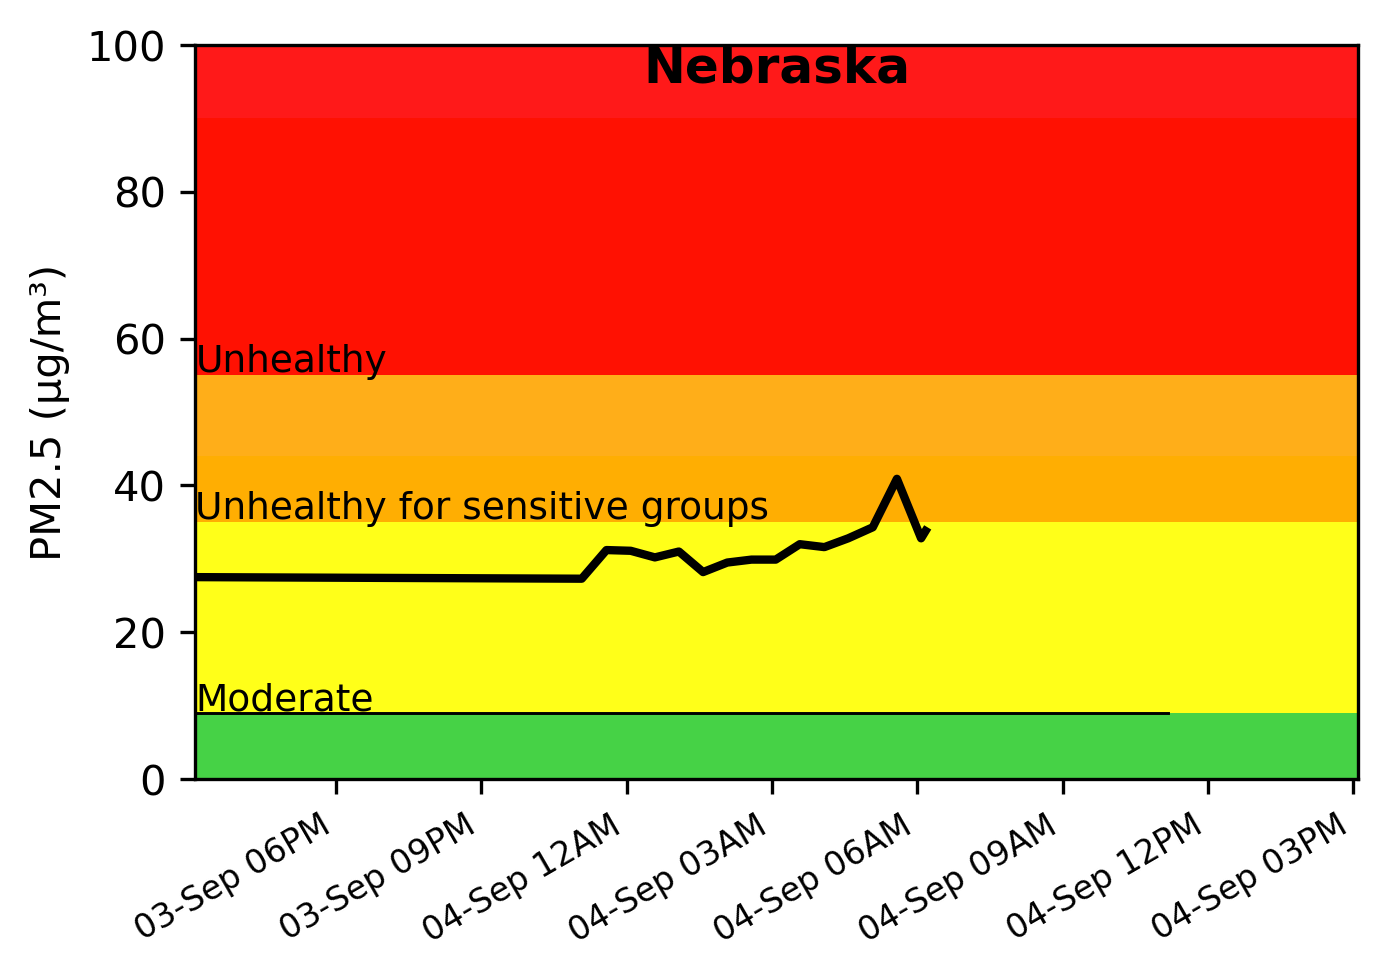 Nebraska
100
80
60
40
20
0
PM2.5 (µg/m³)
Unhealthy
Unhealthy for sensitive groups
Moderate
03-Sep 06PM
03-Sep 09PM
04-Sep 12AM
04-Sep 03AM
04-Sep 06AM
04-Sep 09AM
04-Sep 12PM
04-Sep 03PM